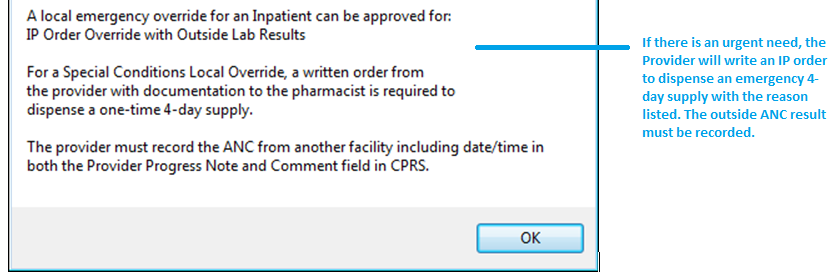 A local emergency override for an Inpatient can be approved for:
IP Order Override with Outside Lab Results
For a Special Conditions Local Override, a written order from
the provider with documentation to the pharmacist is required to
dispense a one-time 4-day supply.
The provider must record the ANC from another facility including date/time in
both the Provider Progress Note and Comment field in CPRS.
OK
If there is an urgent need, the
Provider will write an IP order
to dispense an emergency 4-
day supply with the reason
listed. The outside ANC result
must be recorded.